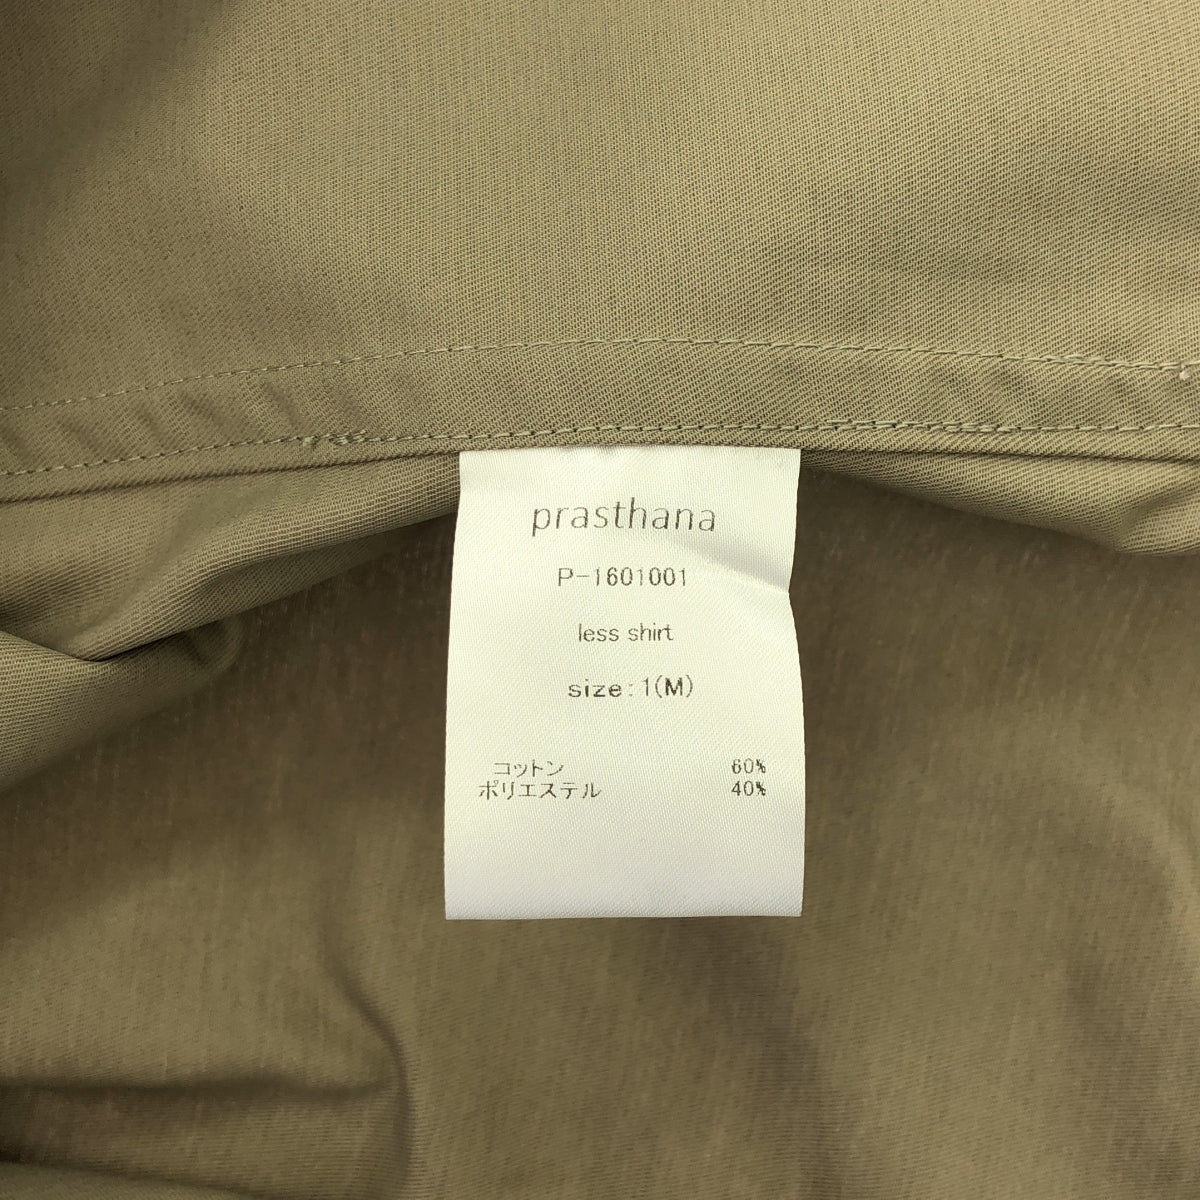 prasthana
P-1601001
less shirt
size:1(M)
コットン 60%
ポリエステル 40%